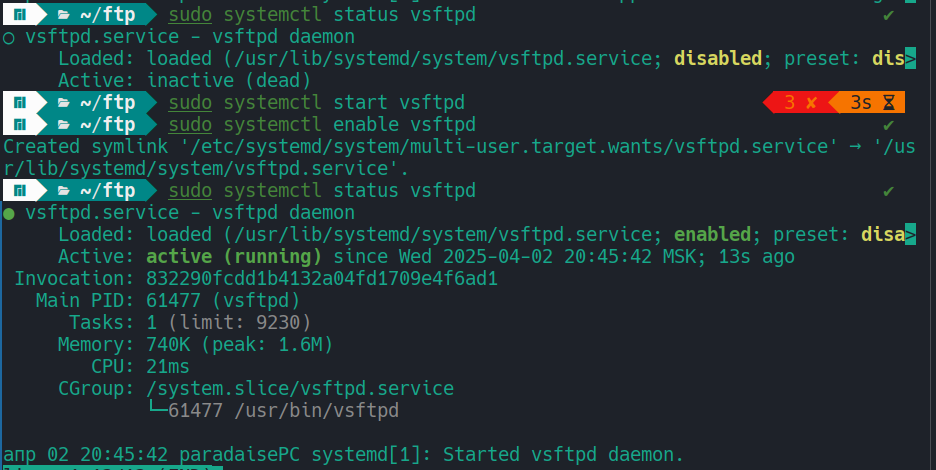 ~/ftp sudo systemctl status vsftpd ✔
○ vsftpd.service - vsftpd daemon
Loaded: loaded (/usr/lib/systemd/system/vsftpd.service; disabled; preset: dis>
Active: inactive (dead)
~/ftp sudo systemctl start vsftpd 3 ✘ 3s
~/ftp sudo systemctl enable vsftpd ✔
Created symlink '/etc/systemd/system/multi-user.target.wants/vsftpd.service' → '/us
r/lib/systemd/system/vsftpd.service'.
~/ftp sudo systemctl status vsftpd ✔
● vsftpd.service - vsftpd daemon
Loaded: loaded (/usr/lib/systemd/system/vsftpd.service; enabled; preset: disa>
Active: active (running) since Wed 2025-04-02 20:45:42 MSK; 13s ago
Invocation: 832290fcdd1b4132a04fd1709e4f6ad1
Main PID: 61477 (vsftpd)
Tasks: 1 (limit: 9230)
Memory: 740K (peak: 1.6M)
CPU: 21ms
CGroup: /system.slice/vsftpd.service
└─61477 /usr/bin/vsftpd
апр 02 20:45:42 paradaisePC systemd[1]: Started vsftpd daemon.